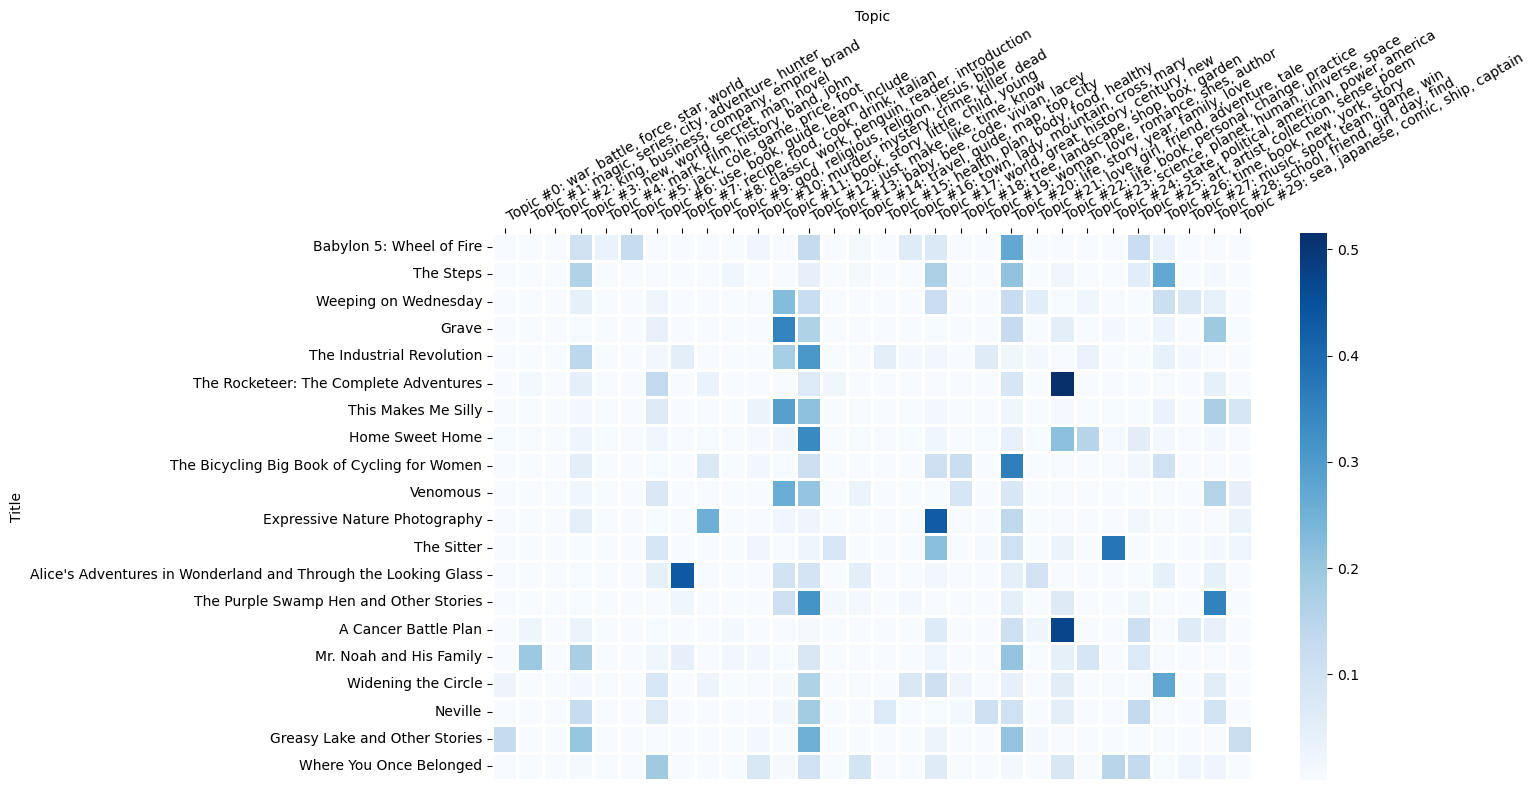 Topic
Topic #0: war, battle, force, star, world
Topic #1: magic, series, city, adventure, hunter
Topic #2: king, business, company, empire, brand
Topic #3: new, world, secret, man, novel
Topic #4: mark, film, history, band, john
Topic #5: jack, cole, game, price, foot
Topic #6: use, book, guide, learn, include
Topic #7: recipe, food, cook, drink, italian
Topic #8: classic, work, penguin, reader, introduction
Topic #9: god, religious, religion, jesus, bible
Topic #10: murder, mystery, crime, killer, dead
Topic #11: book, story, little, child, young
Topic #12: just, make, like, time, know
Topic #13: baby, bee, code, vivian, lacey
Topic #14: travel, guide, map, top, city
Topic #15: health, plan, body, food, healthy
Topic #16: town, lady, mountain, cross, mary
Topic #17: world, great, history, century, new
Topic #18: tree, landscape, shop, box, garden
Topic #19: woman, love, romance, shes, author
Topic #20: life, story, year, family, love
Topic #21: love, girl, friend, adventure, tale
Topic #22: life, book, personal, change, practice
Topic #23: science, planet, human, universe, space
Topic #24: state, political, american, power, america
Topic #25: art, artist, collection, sense, poem
Topic #26: time, book, new, york, story
Topic #27: music, sport, team, game, win
Topic #28: school, friend, girl, day, find
Topic #29: sea, japanese, comic, ship, captain
Title
Babylon 5: Wheel of Fire
The Steps
Weeping on Wednesday
Grave
The Industrial Revolution
The Rocketeer: The Complete Adventures
This Makes Me Silly
Home Sweet Home
The Bicycling Big Book of Cycling for Women
Venomous
Expressive Nature Photography
The Sitter
Alice's Adventures in Wonderland and Through the Looking Glass
The Purple Swamp Hen and Other Stories
A Cancer Battle Plan
Mr. Noah and His Family
Widening the Circle
Neville
Greasy Lake and Other Stories
Where You Once Belonged
0.5
0.4
0.3
0.2
0.1